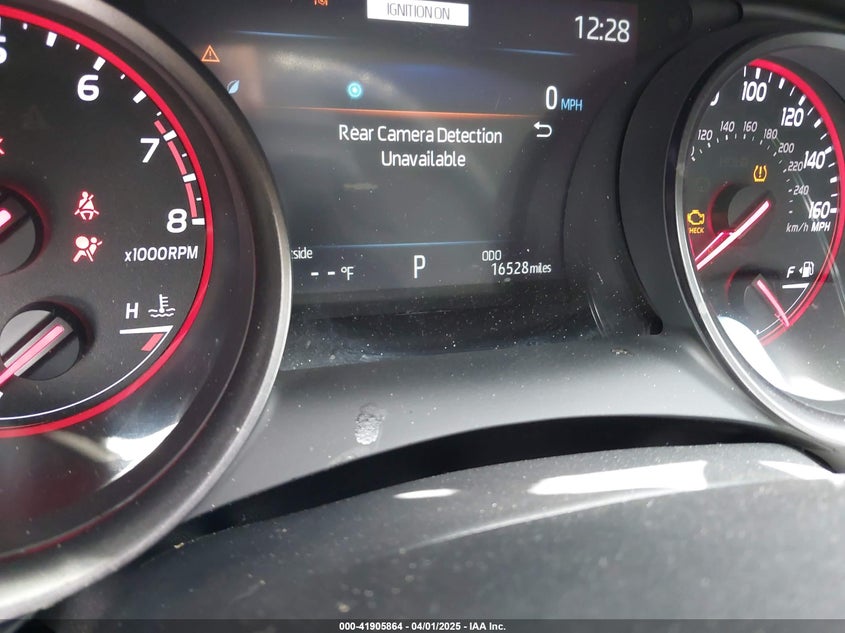 IGNITION ON
12:28
0 MPH
Rear Camera Detection
Unavailable
side
-- °F
P
ODO
16528 miles
6
7
8
x1000RPM
H
100
120
140
160
MPH
120
140
160
180
200
220
240
km/h
CHECK
F
000-41905864 / 04/01/2025 - IAA Inc.